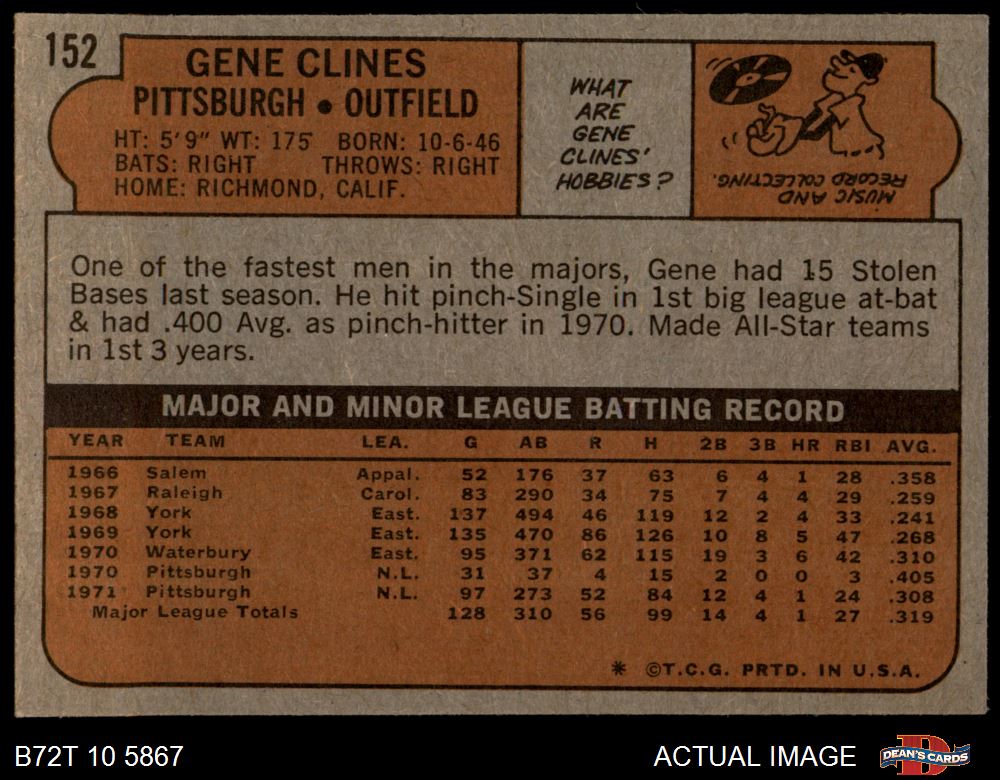 152
GENE CLINES
PITTSBURGH • OUTFIELD
HT: 5'9" WT: 175 BORN: 10-6-46
BATS: RIGHT THROWS: RIGHT
HOME: RICHMOND, CALIF.
WHAT
ARE
GENE
CLINES'
HOBBIES?
MUSIC AND
RECORD COLLECTING.
One of the fastest men in the majors, Gene had 15 Stolen
Bases last season. He hit pinch-Single in 1st big league at-bat
& had .400 Avg. as pinch-hitter in 1970. Made All-Star teams
in 1st 3 years.
MAJOR AND MINOR LEAGUE BATTING RECORD
YEAR TEAM LEA. G AB R H 2B 3B HR RBI AVG.
1966 Salem Appal. 52 176 37 63 6 4 1 28 .358
1967 Raleigh Carol. 83 290 34 75 7 4 4 29 .259
1968 York East. 137 494 46 119 12 2 4 33 .241
1969 York East. 135 470 86 126 10 8 5 47 .268
1970 Waterbury East. 95 371 62 115 19 3 6 42 .310
1970 Pittsburgh N.L. 31 37 4 15 2 0 0 3 .405
1971 Pittsburgh N.L. 97 273 52 84 12 4 1 24 .308
Major League Totals 128 310 56 99 14 4 1 27 .319
* ©T.C.G. PRTD. IN U.S.A.
B72T 10 5867 ACTUAL IMAGE DEAN'S CARDS